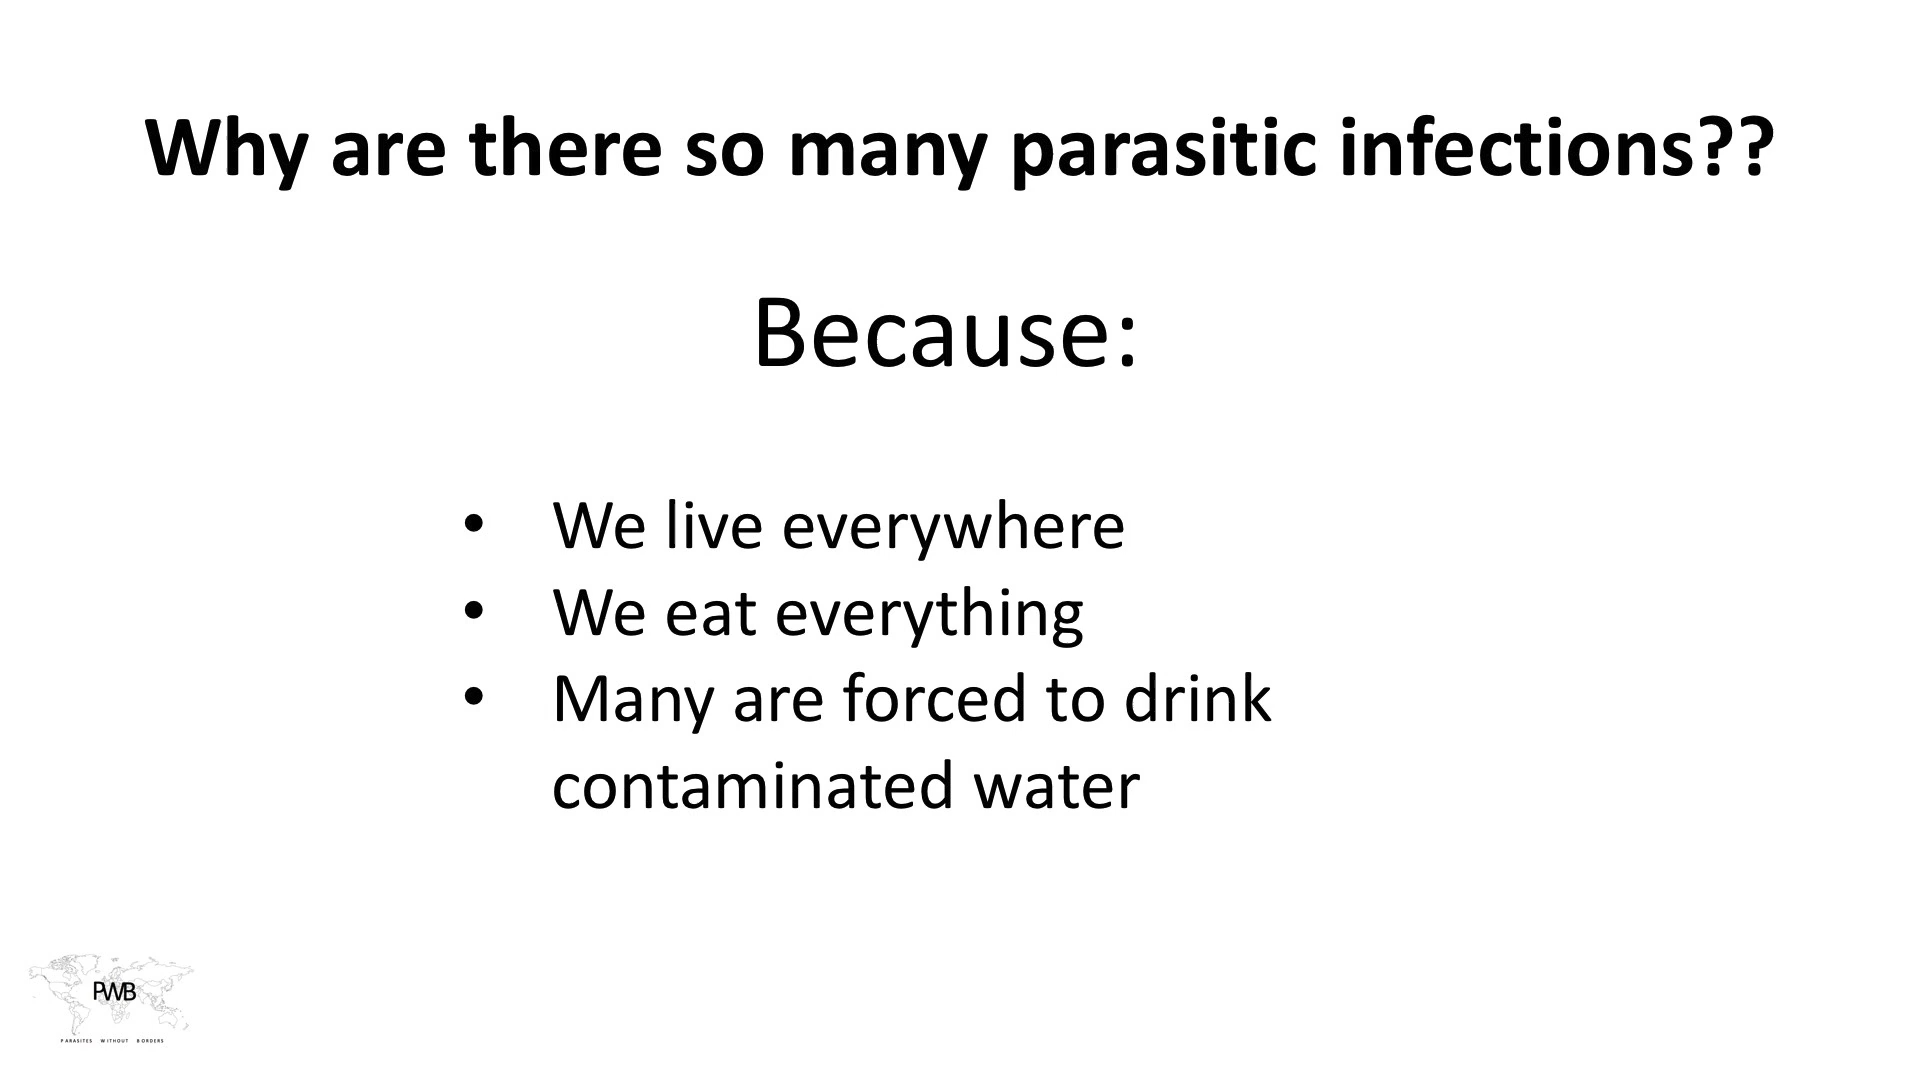 Why are there so many parasitic infections??
Because:
• We live everywhere
• We eat everything
• Many are forced to drink
contaminated water
PWB
PARASITES WITHOUT BORDERS